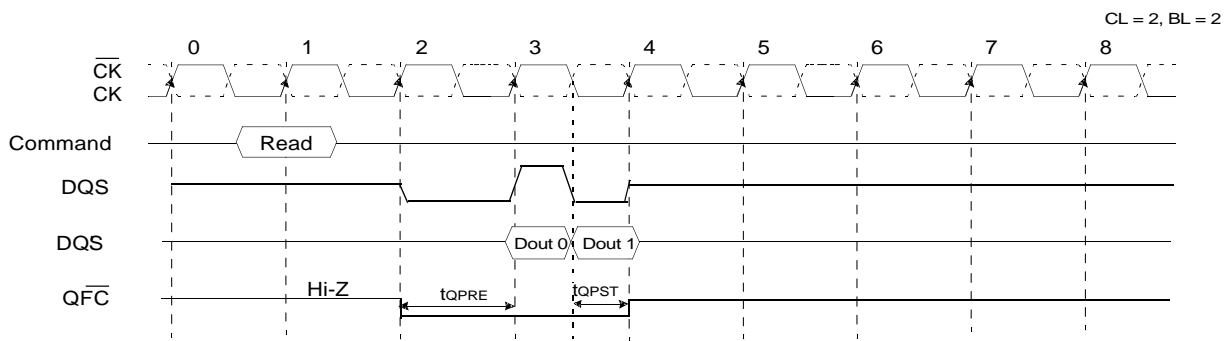 CL = 2, BL = 2
0 1 2 3 4 5 6 7 8
CK
CK
Command Read
DQS
DQS Dout 0 Dout 1
QFC Hi-Z tQPRE tQPST